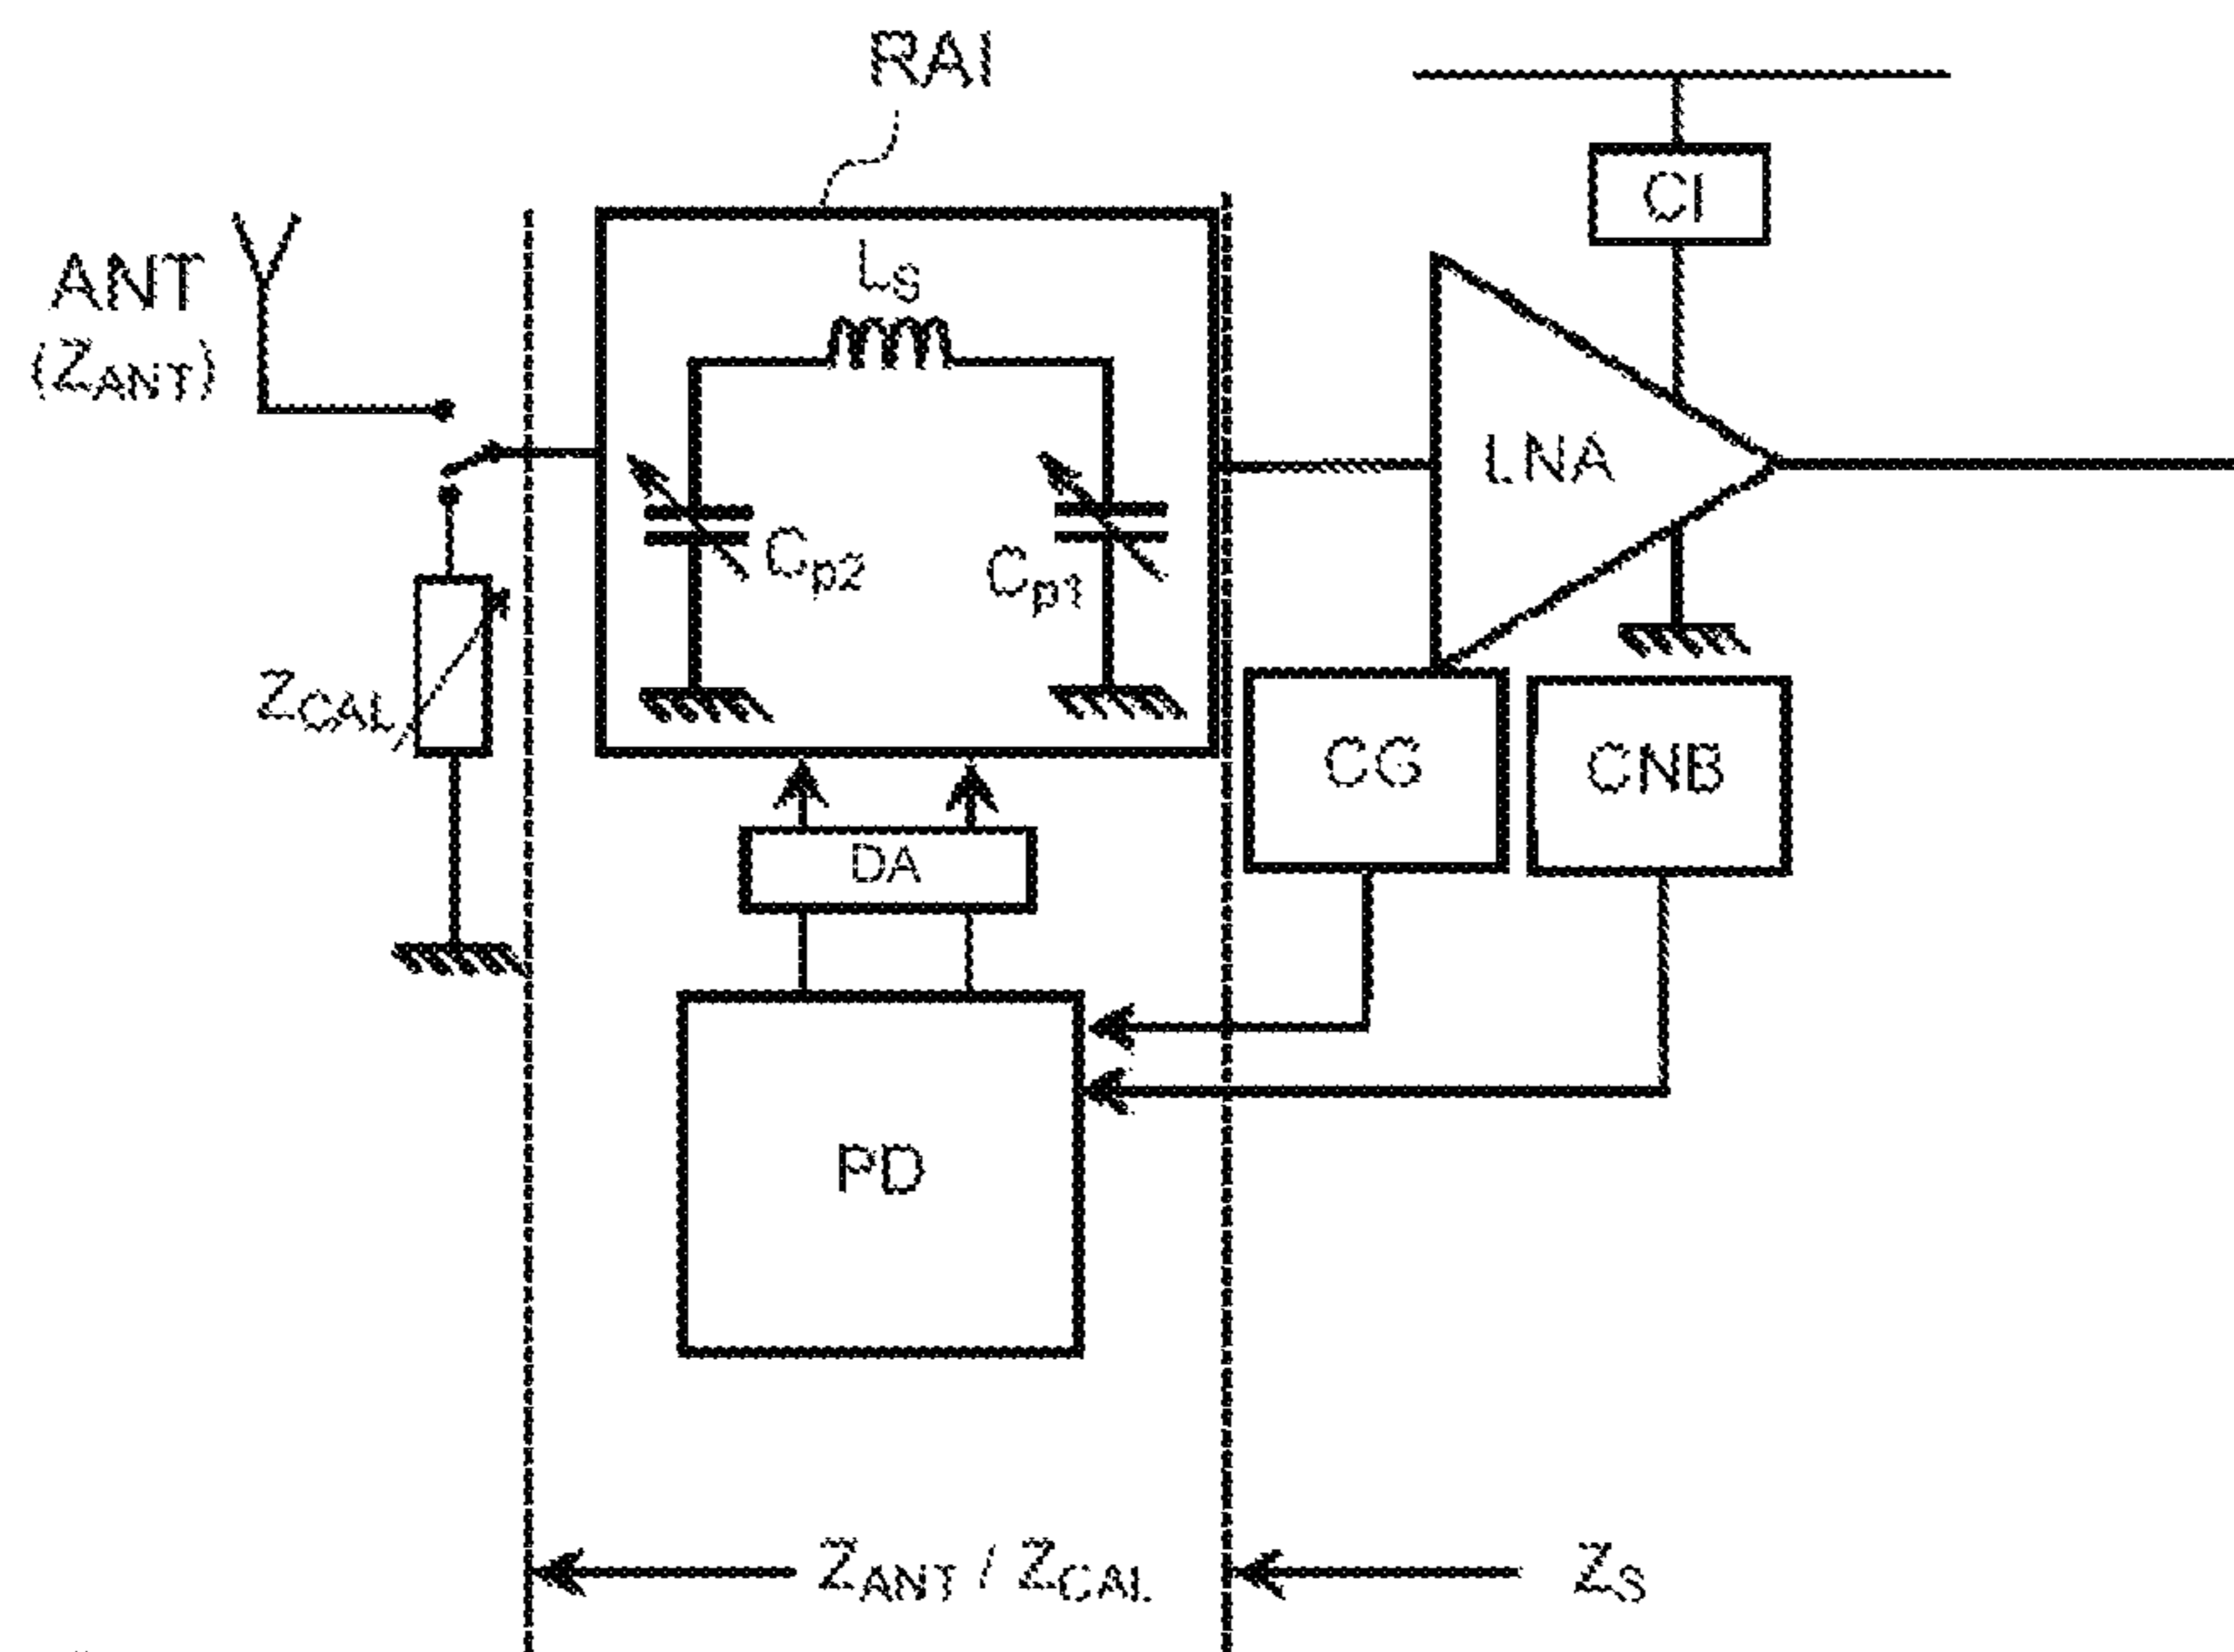 RAI
CI
ANT
(ZANT)
LS
LNA
Cp2
Cp1
ZCAL
CG
CNB
DA
PD
ZANT / ZCAL
ZS